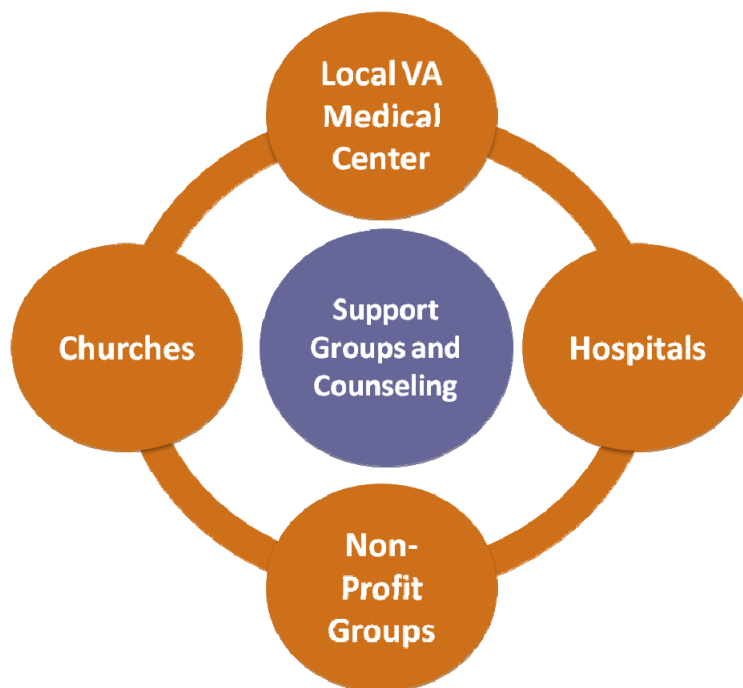 Local VA
Medical
Center
Churches
Support
Groups and
Counseling
Hospitals
Non-
Profit
Groups